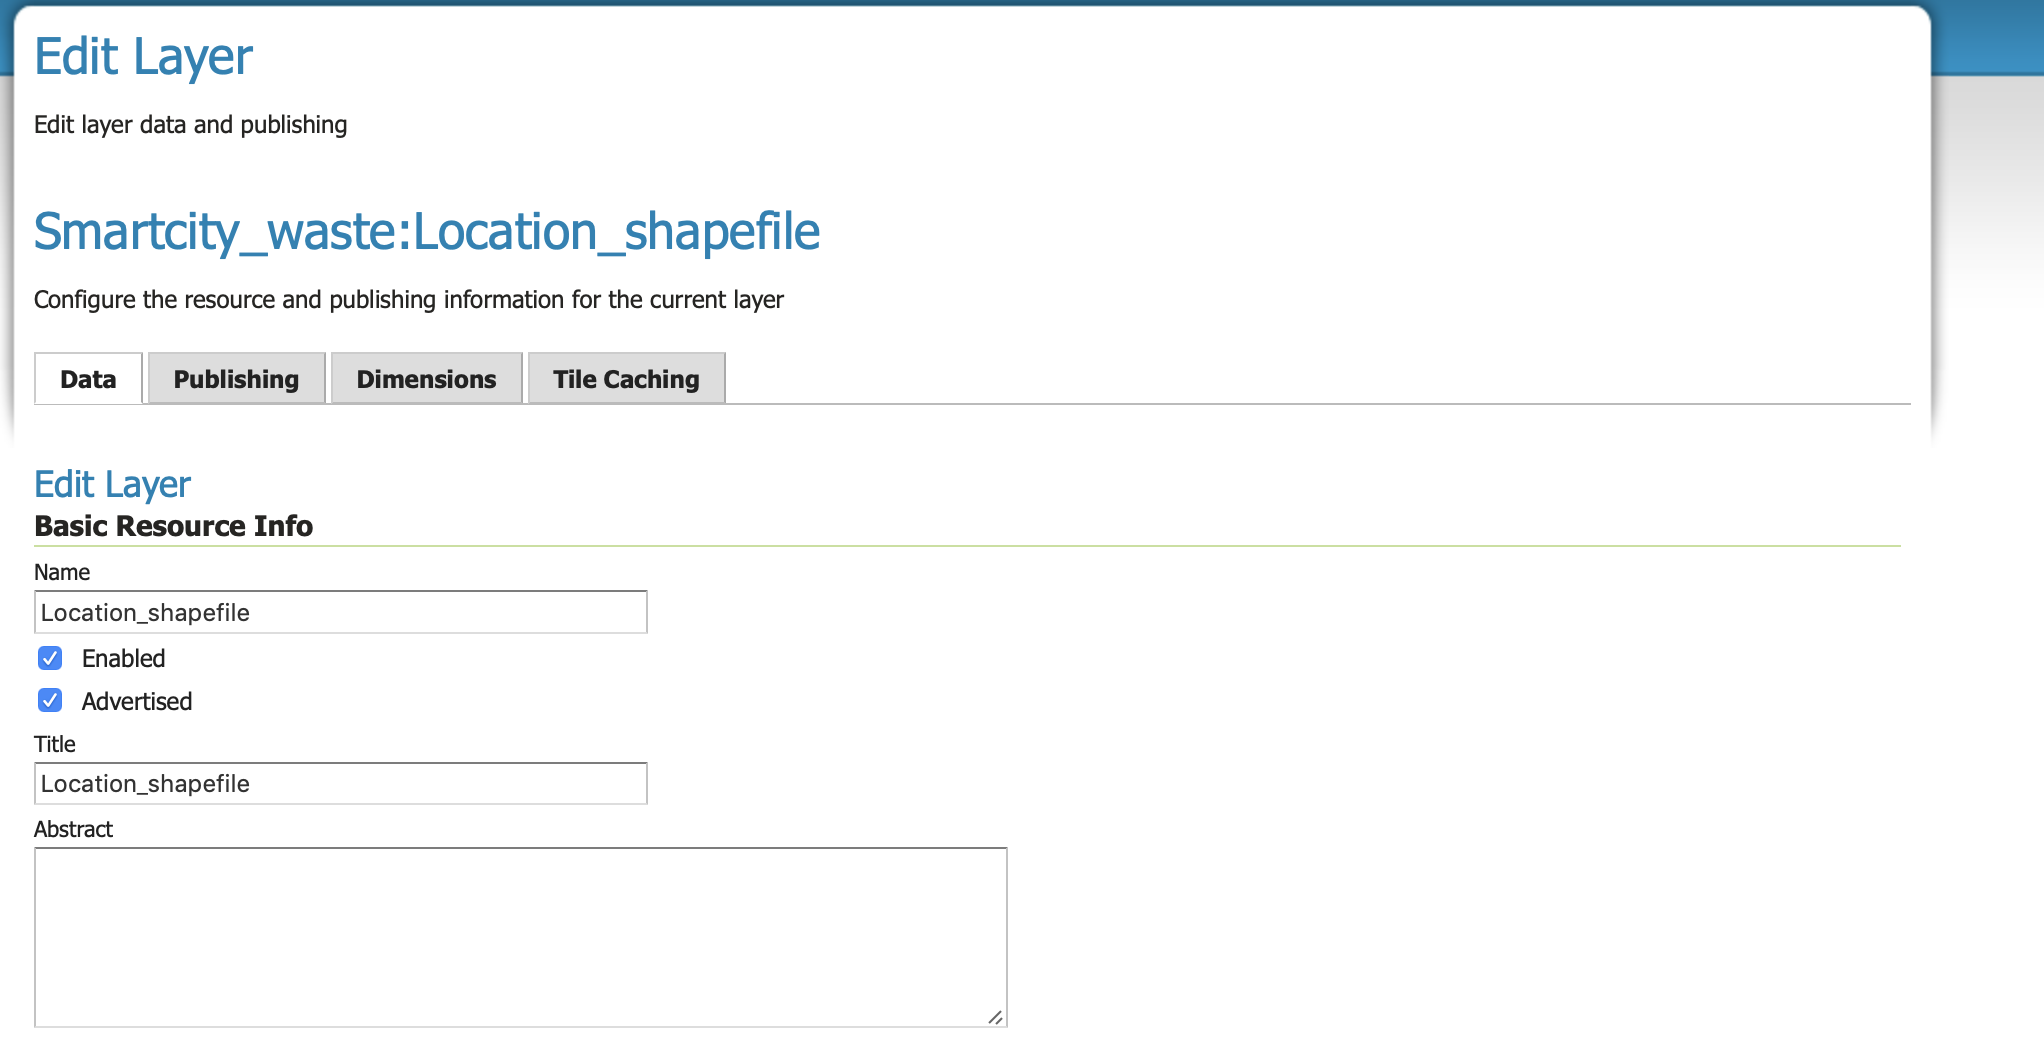 Edit Layer
Edit layer data and publishing
Smartcity_waste:Location_shapefile
Configure the resource and publishing information for the current layer
Data Publishing Dimensions Tile Caching
Edit Layer
Basic Resource Info
Name
Location_shapefile
Enabled
Advertised
Title
Location_shapefile
Abstract